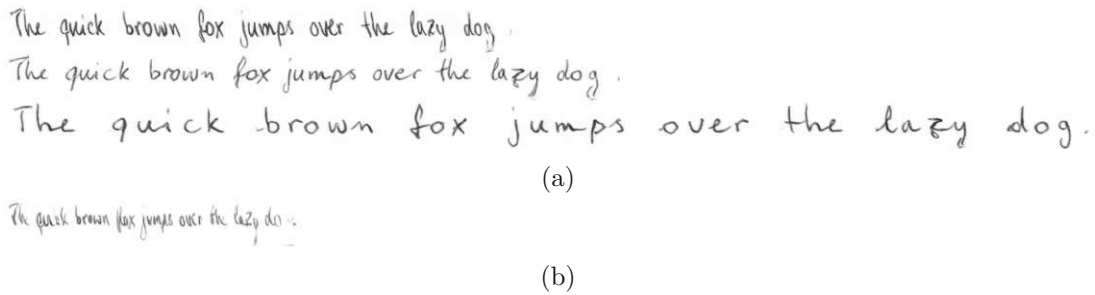 The quick brown fox jumps over the lazy dog.
The quick brown fox jumps over the lazy dog.
The quick brown fox jumps over the lazy dog.
(a)
The quick brown fox jumps over the lazy do
(b)